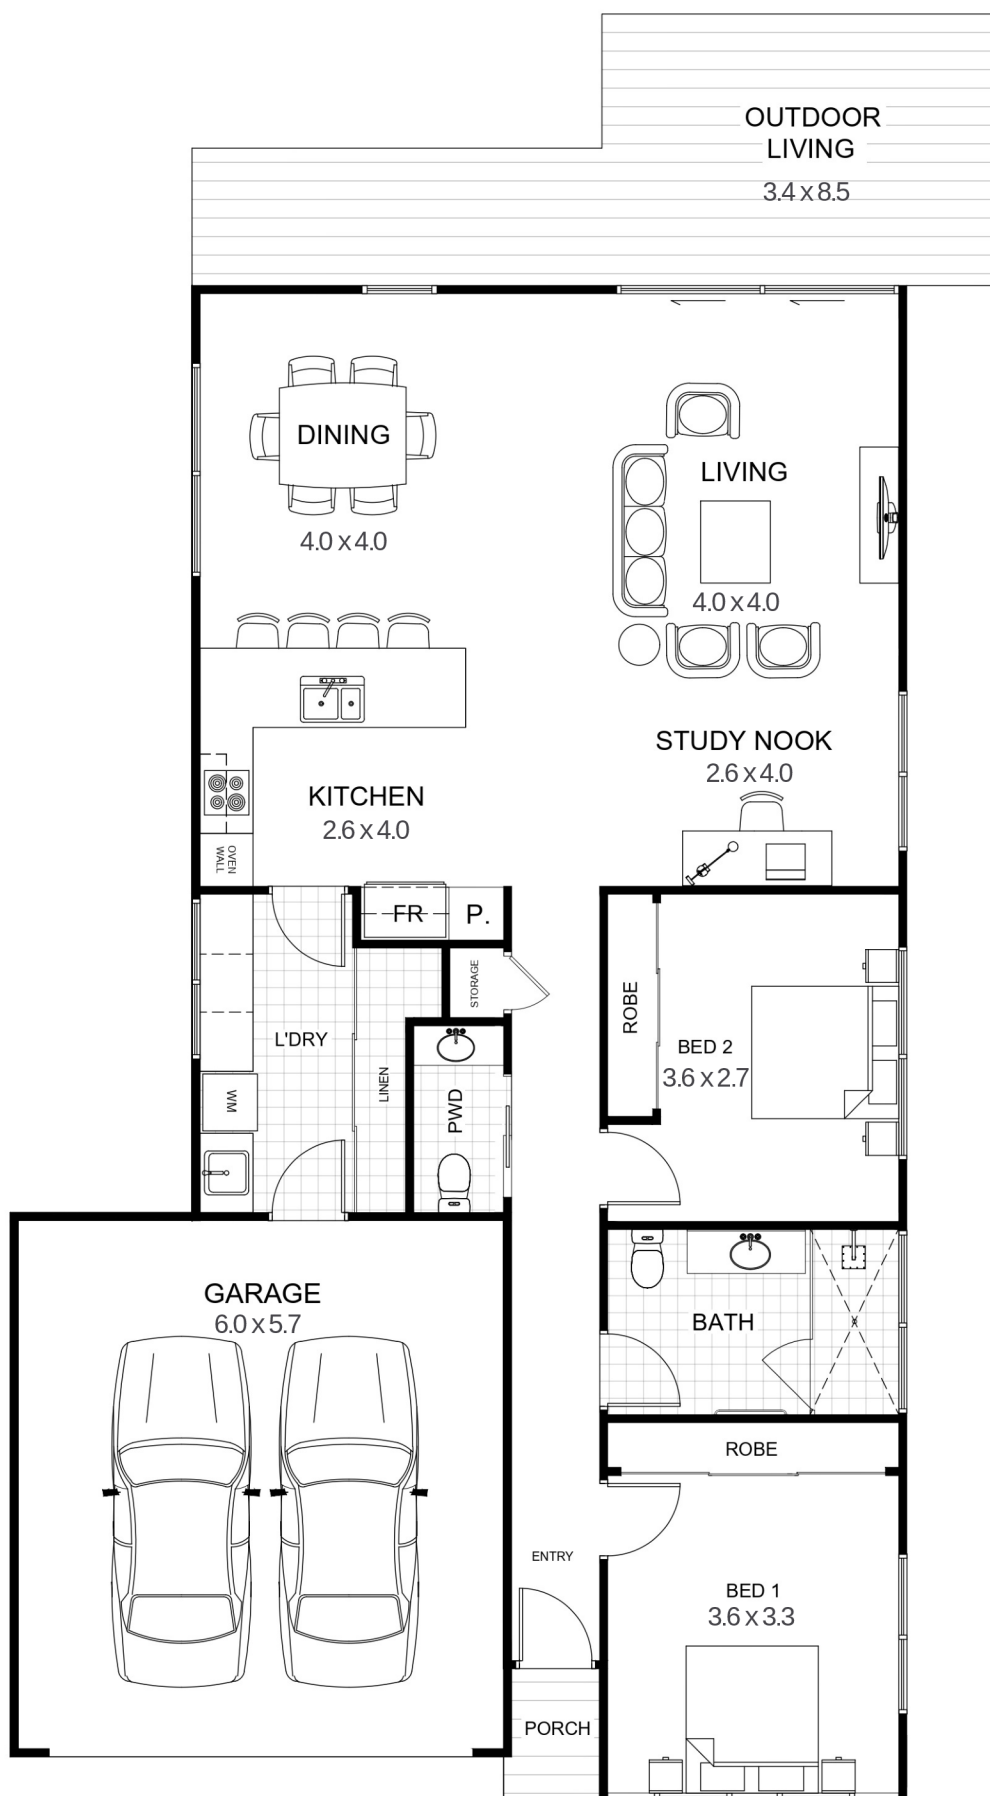 OUTDOOR
LIVING
3.4 x 8.5
DINING
4.0 x 4.0
LIVING
4.0 x 4.0
STUDY NOOK
2.6 x 4.0
KITCHEN
2.6 x 4.0
OVEN
WALL
FR
P.
STORAGE
ROBE
L'DRY
BED 2
3.6 x 2.7
LINEN
WM
PWD
GARAGE
6.0 x 5.7
BATH
ROBE
ENTRY
BED 1
3.6 x 3.3
PORCH